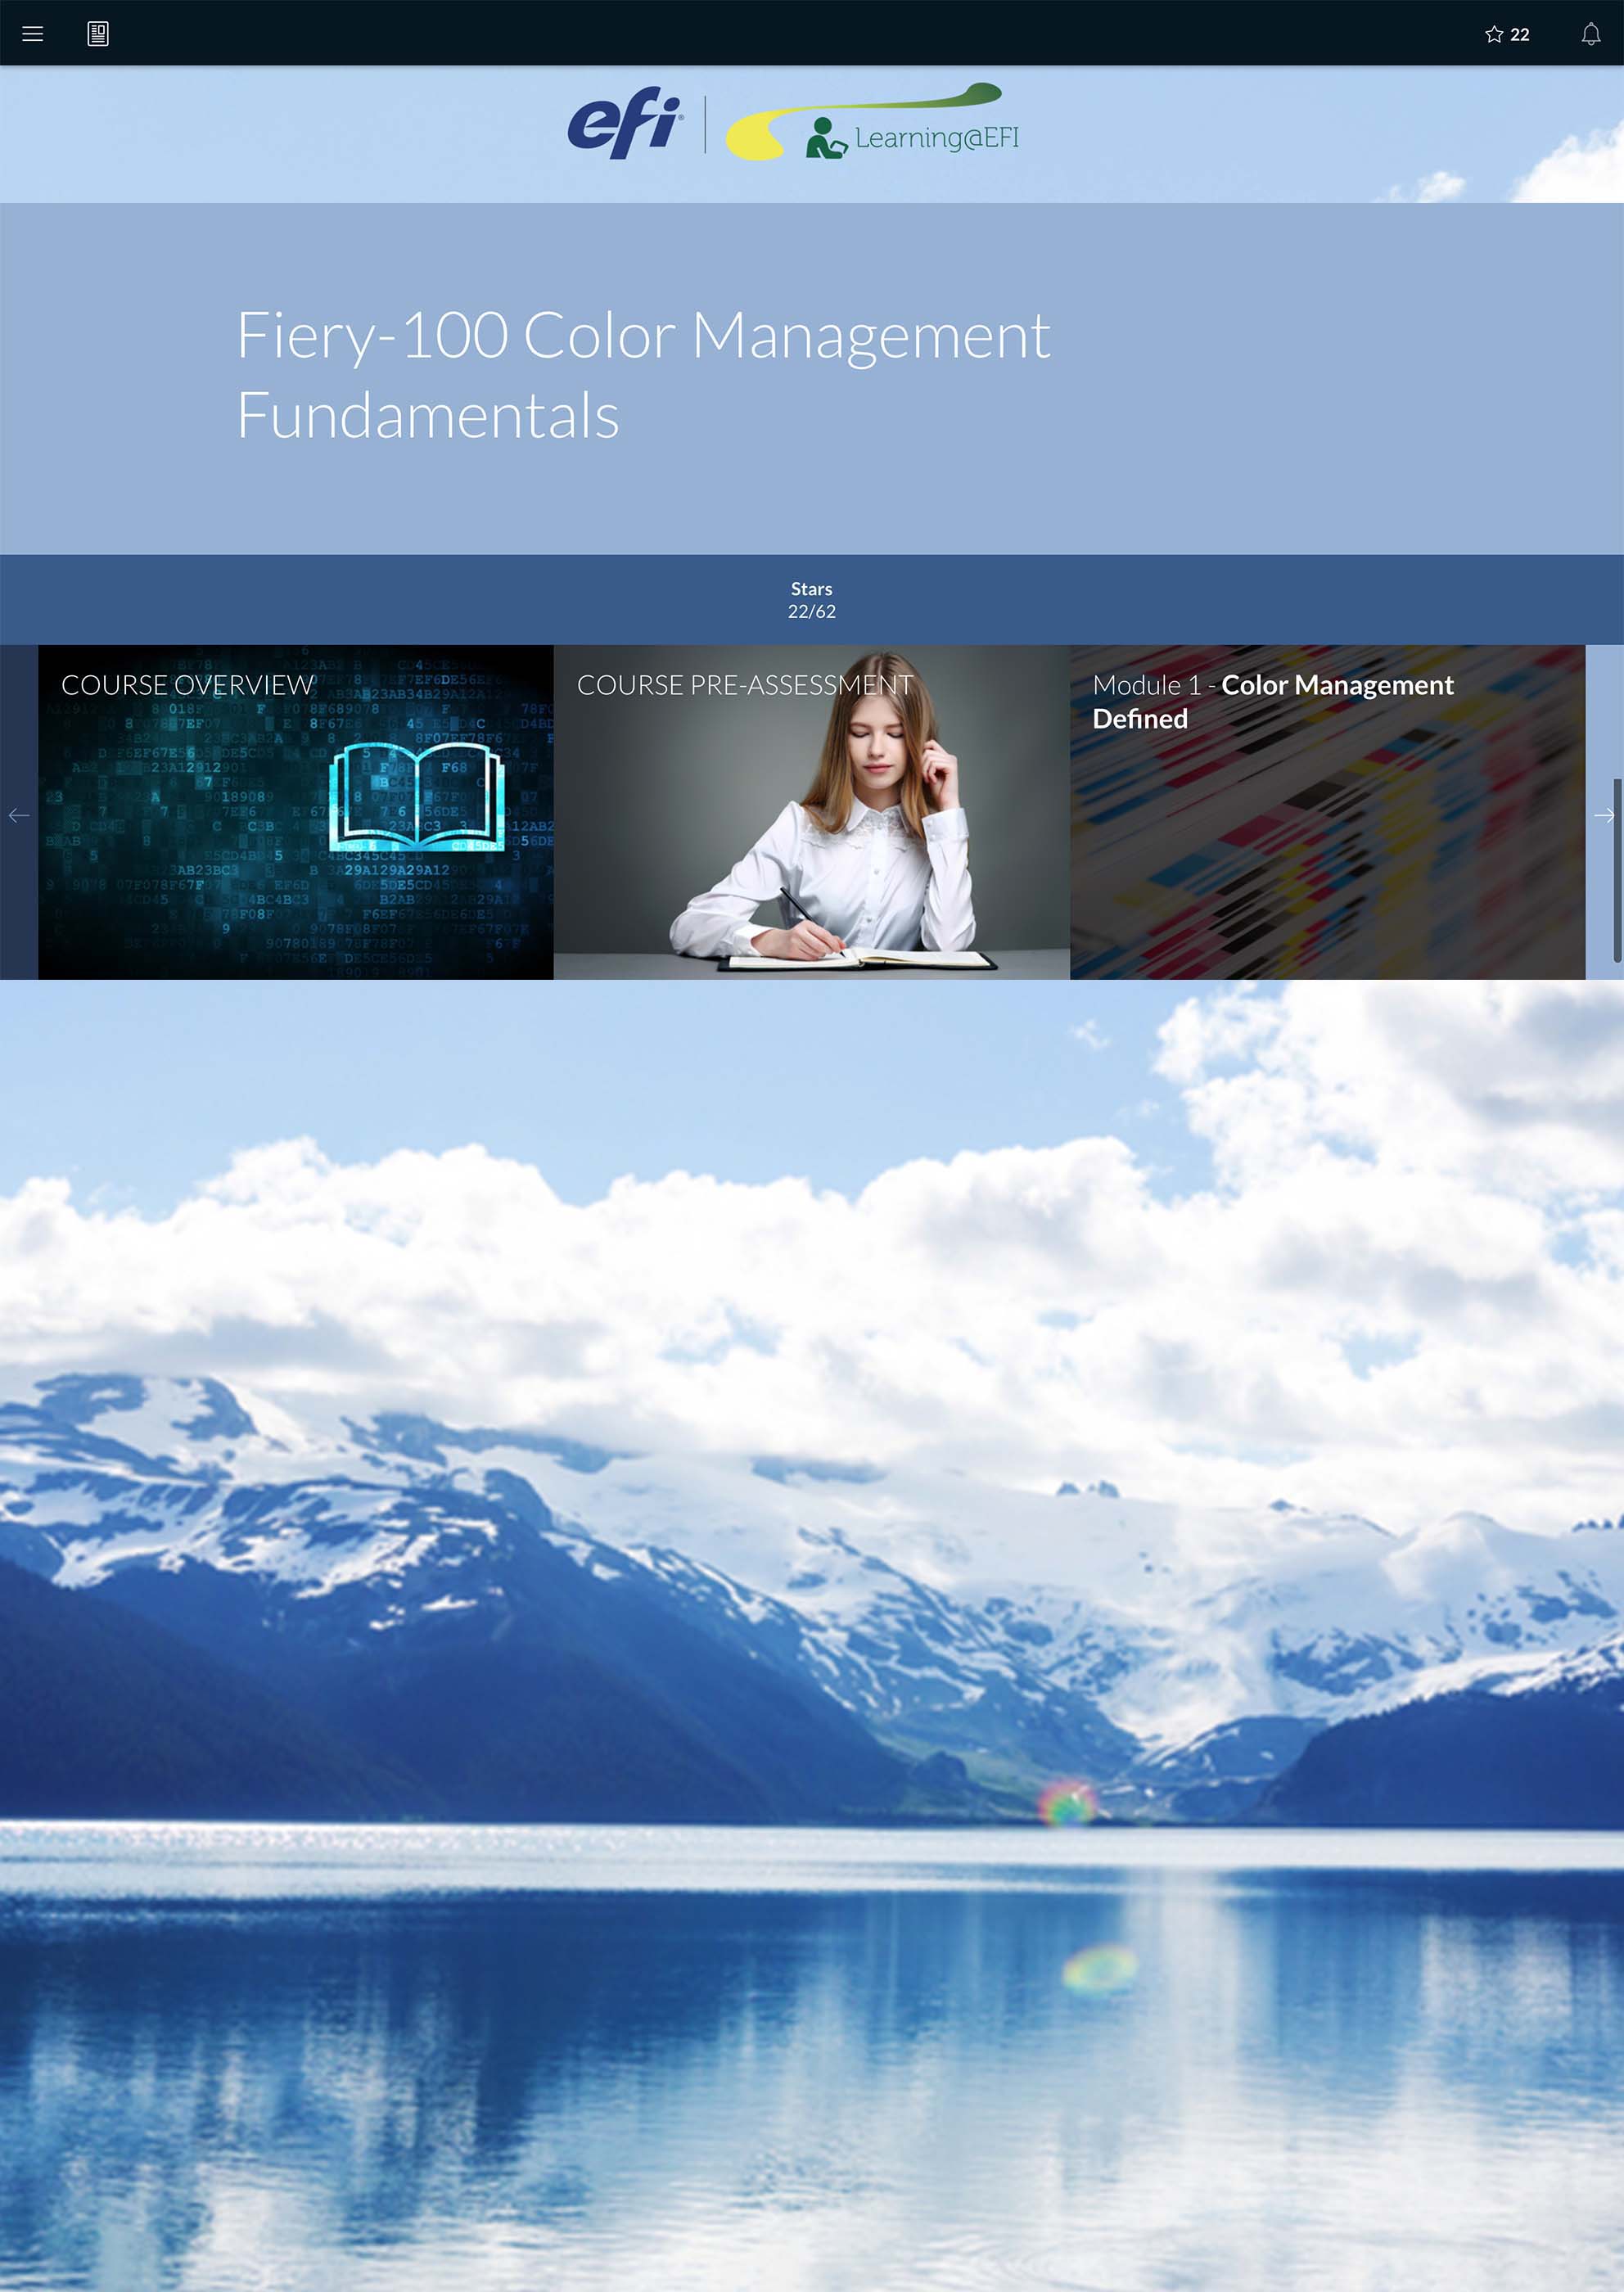 22
efi
Learning@EFI
Fiery-100 Color Management
Fundamentals
Stars
22/62
COURSE OVERVIEW
COURSE PRE-ASSESSMENT
Module 1 - Color Management
Defined